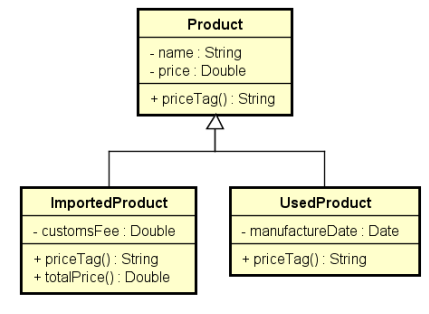 Product
- name : String
- price : Double
+ priceTag() : String
ImportedProduct
- customsFee : Double
+ priceTag() : String
+ totalPrice() : Double
UsedProduct
- manufactureDate : Date
+ priceTag() : String